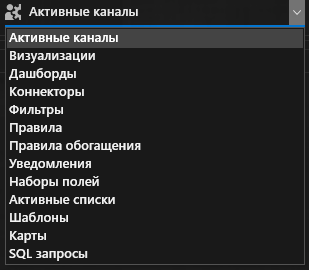 Активные каналы
Активные каналы
Визуализации
Дашборды
Коннекторы
Фильтры
Правила
Правила обогащения
Уведомления
Наборы полей
Активные списки
Шаблоны
Карты
SQL запросы